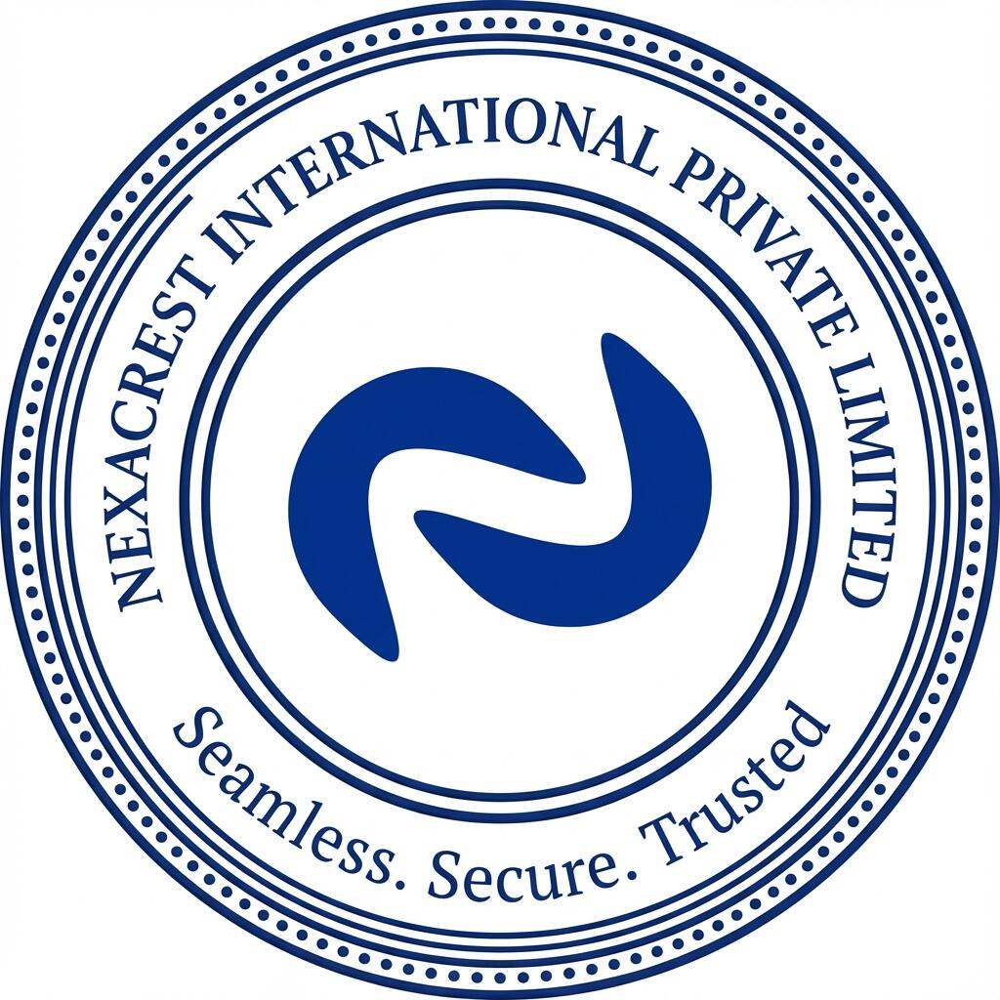 NEXACREST INTERNATIONAL PRIVATE LIMITED
Seamless. Secure. Trusted